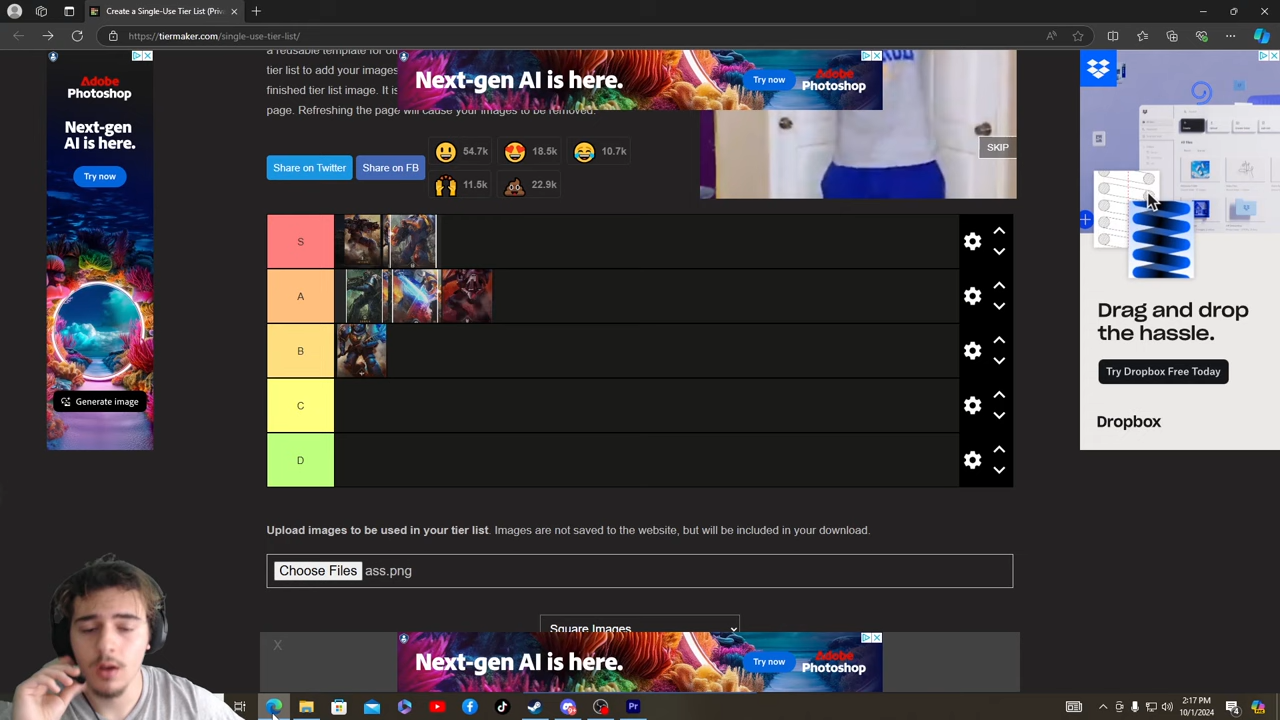 Create a Single-Use Tier List (Priva
https://tiermaker.com/single-use-tier-list/
Adobe
Photoshop
Next-gen
AI is here.
Try now
Generate image
a reusable template for ot
tier list to add your images
finished tier list image. It is
page. Refreshing the page will cause your images to be removed.
Next-gen AI is here.
Try now
Adobe
Photoshop
SKIP
Share on Twitter
Share on FB
54.7k
18.5k
10.7k
11.5k
22.9k
S
A
B
C
D
Upload images to be used in your tier list. Images are not saved to the website, but will be included in your download.
Choose Files ass.png
Square Images
X
Next-gen AI is here.
Try now
Adobe
Photoshop
Drag and drop
the hassle.
Try Dropbox Free Today
Dropbox
Pr
2:17 PM
10/1/2024
4